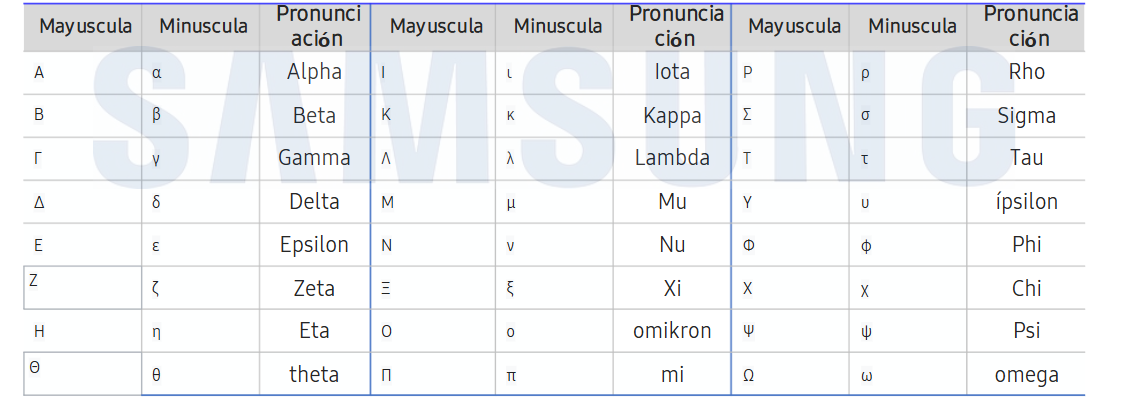 Mayuscula Minuscula Pronunciación Mayuscula Minuscula Pronunciación Mayuscula Minuscula Pronunciación
Α α Alpha Ι ι Iota Ρ ρ Rho
Β β Beta Κ κ Kappa Σ σ Sigma
Γ γ Gamma Λ λ Lambda Τ τ Tau
Δ δ Delta Μ μ Mu Υ υ ípsilon
Ε ε Epsilon Ν ν Nu Φ φ Phi
Ζ ζ Zeta Ξ ξ Xi Χ χ Chi
Η η Eta Ο ο omikron Ψ ψ Psi
Θ θ theta Π π mi Ω ω omega
SAMSUNG